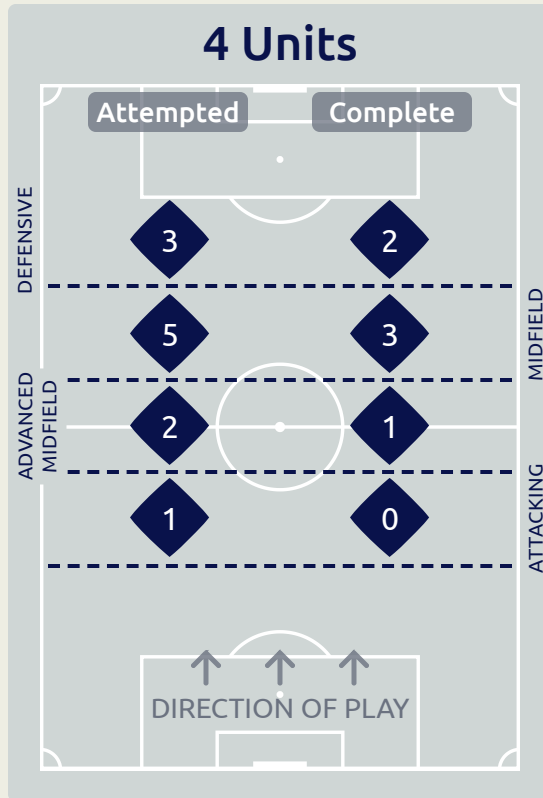 4 Units
Attempted
Complete
DEFENSIVE
3
2
MIDFIELD
5
3
ADVANCED
MIDFIELD
2
1
ATTACKING
1
0
DIRECTION OF PLAY